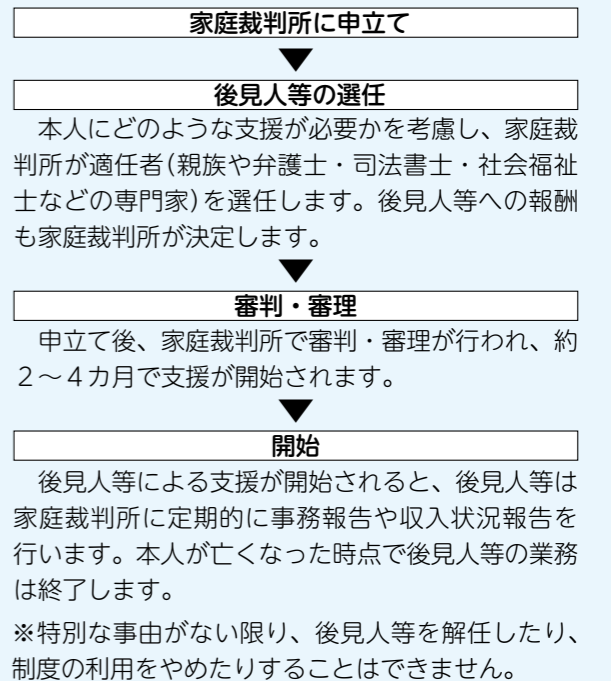 家庭裁判所に申立て
▼
後見人等の選任
　本人にどのような支援が必要かを考慮し、家庭裁
判所が適任者(親族や弁護士・司法書士・社会福祉
士などの専門家)を選任します。後見人等への報酬
も家庭裁判所が決定します。
▼
審判・審理
　申立て後、家庭裁判所で審判・審理が行われ、約
２～４カ月で支援が開始されます。
▼
開始
　後見人等による支援が開始されると、後見人等は
家庭裁判所に定期的に事務報告や収入状況報告を
行います。本人が亡くなった時点で後見人等の業務
は終了します。
※特別な事由がない限り、後見人等を解任したり、
制度の利用をやめたりすることはできません。